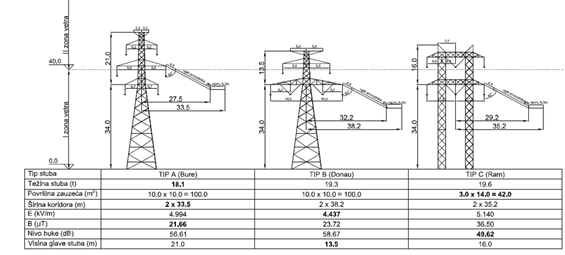 II zona vetra
I zona vetra
40,0
0.0
21,0
34,0
27.5
33.5
13,5
34,0
32.2
38.2
16,0
34,0
29.2
35.2
Tip stuba TIP A (Bure) TIP B (Donau) TIP C (Ram)
Težina stuba (t) 18.1 19.3 19.6
Površina zauzeća (m²) 10.0 x 10.0 = 100.0 10.0 x 10.0 = 100.0 3,0 x 14,0 = 42.0
Širina koridora (m) 2 x 33.5 2 x 38.2 2 x 35.2
E (kV/m) 4.994 4.437 5.140
B (µT) 21,66 23,72 36.50
Nivo buke (dB) 56.61 58.67 49,62
Visina glave stuba (m) 21.0 13,5 16.0